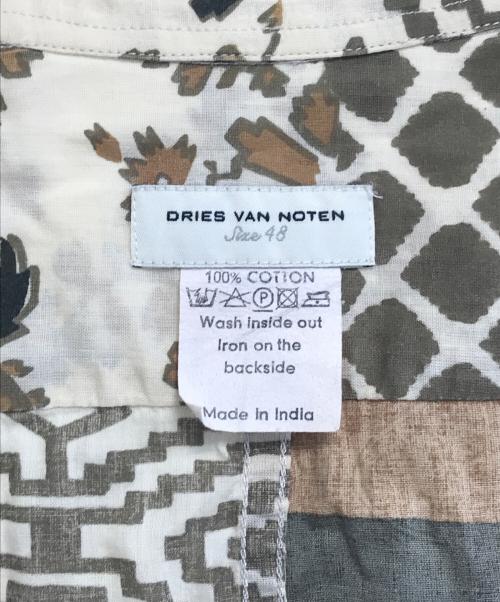 DRIES VAN NOTEN
Size 48
100% COTTON
P
Wash inside out
Iron on the
backside
Made in India